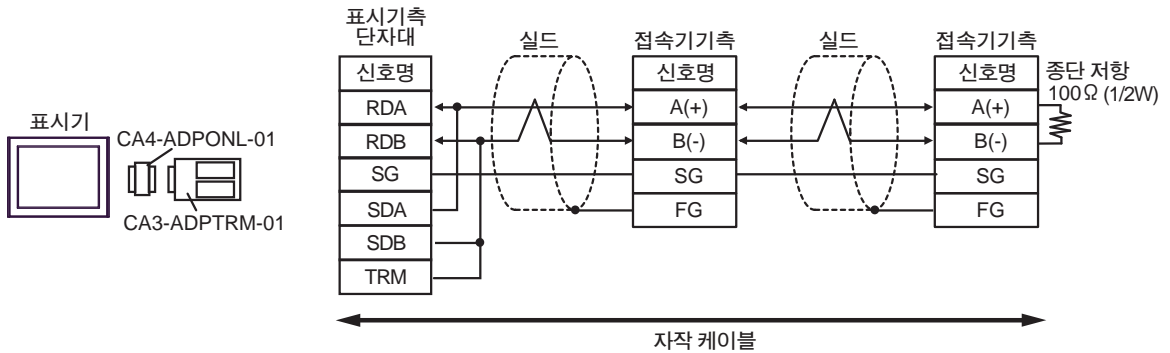 표시기
CA4-ADPONL-01
CA3-ADPTRM-01
표시기측
단자대
신호명
RDA
RDB
SG
SDA
SDB
TRM
실드
접속기기측
신호명
A(+)
B(-)
SG
FG
실드
접속기기측
신호명
A(+)
B(-)
SG
FG
종단 저항
100Ω (1/2W)
자작 케이블